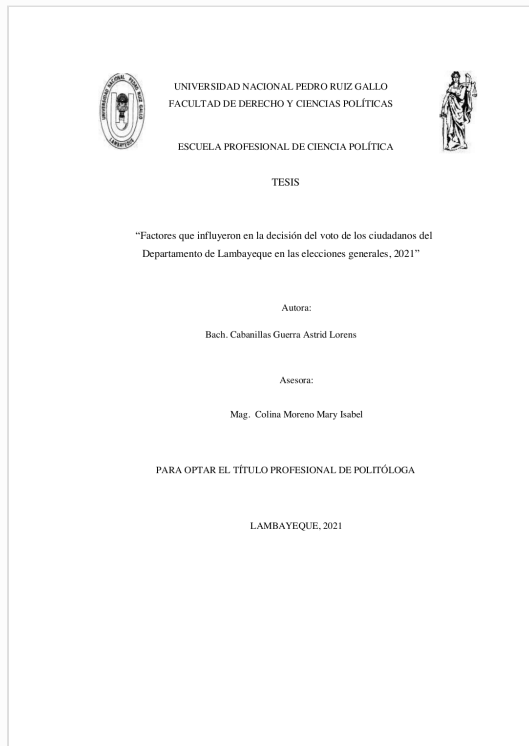 UNIVERSIDAD NACIONAL PEDRO RUIZ GALLO
FACULTAD DE DERECHO Y CIENCIAS POLÍTICAS
ESCUELA PROFESIONAL DE CIENCIA POLÍTICA
TESIS
“Factores que influyeron en la decisión del voto de los ciudadanos del
Departamento de Lambayeque en las elecciones generales, 2021”
Autora:
Bach. Cabanillas Guerra Astrid Lorens
Asesora:
Mag. Colina Moreno Mary Isabel
PARA OPTAR EL TÍTULO PROFESIONAL DE POLITÓLOGA
LAMBAYEQUE, 2021